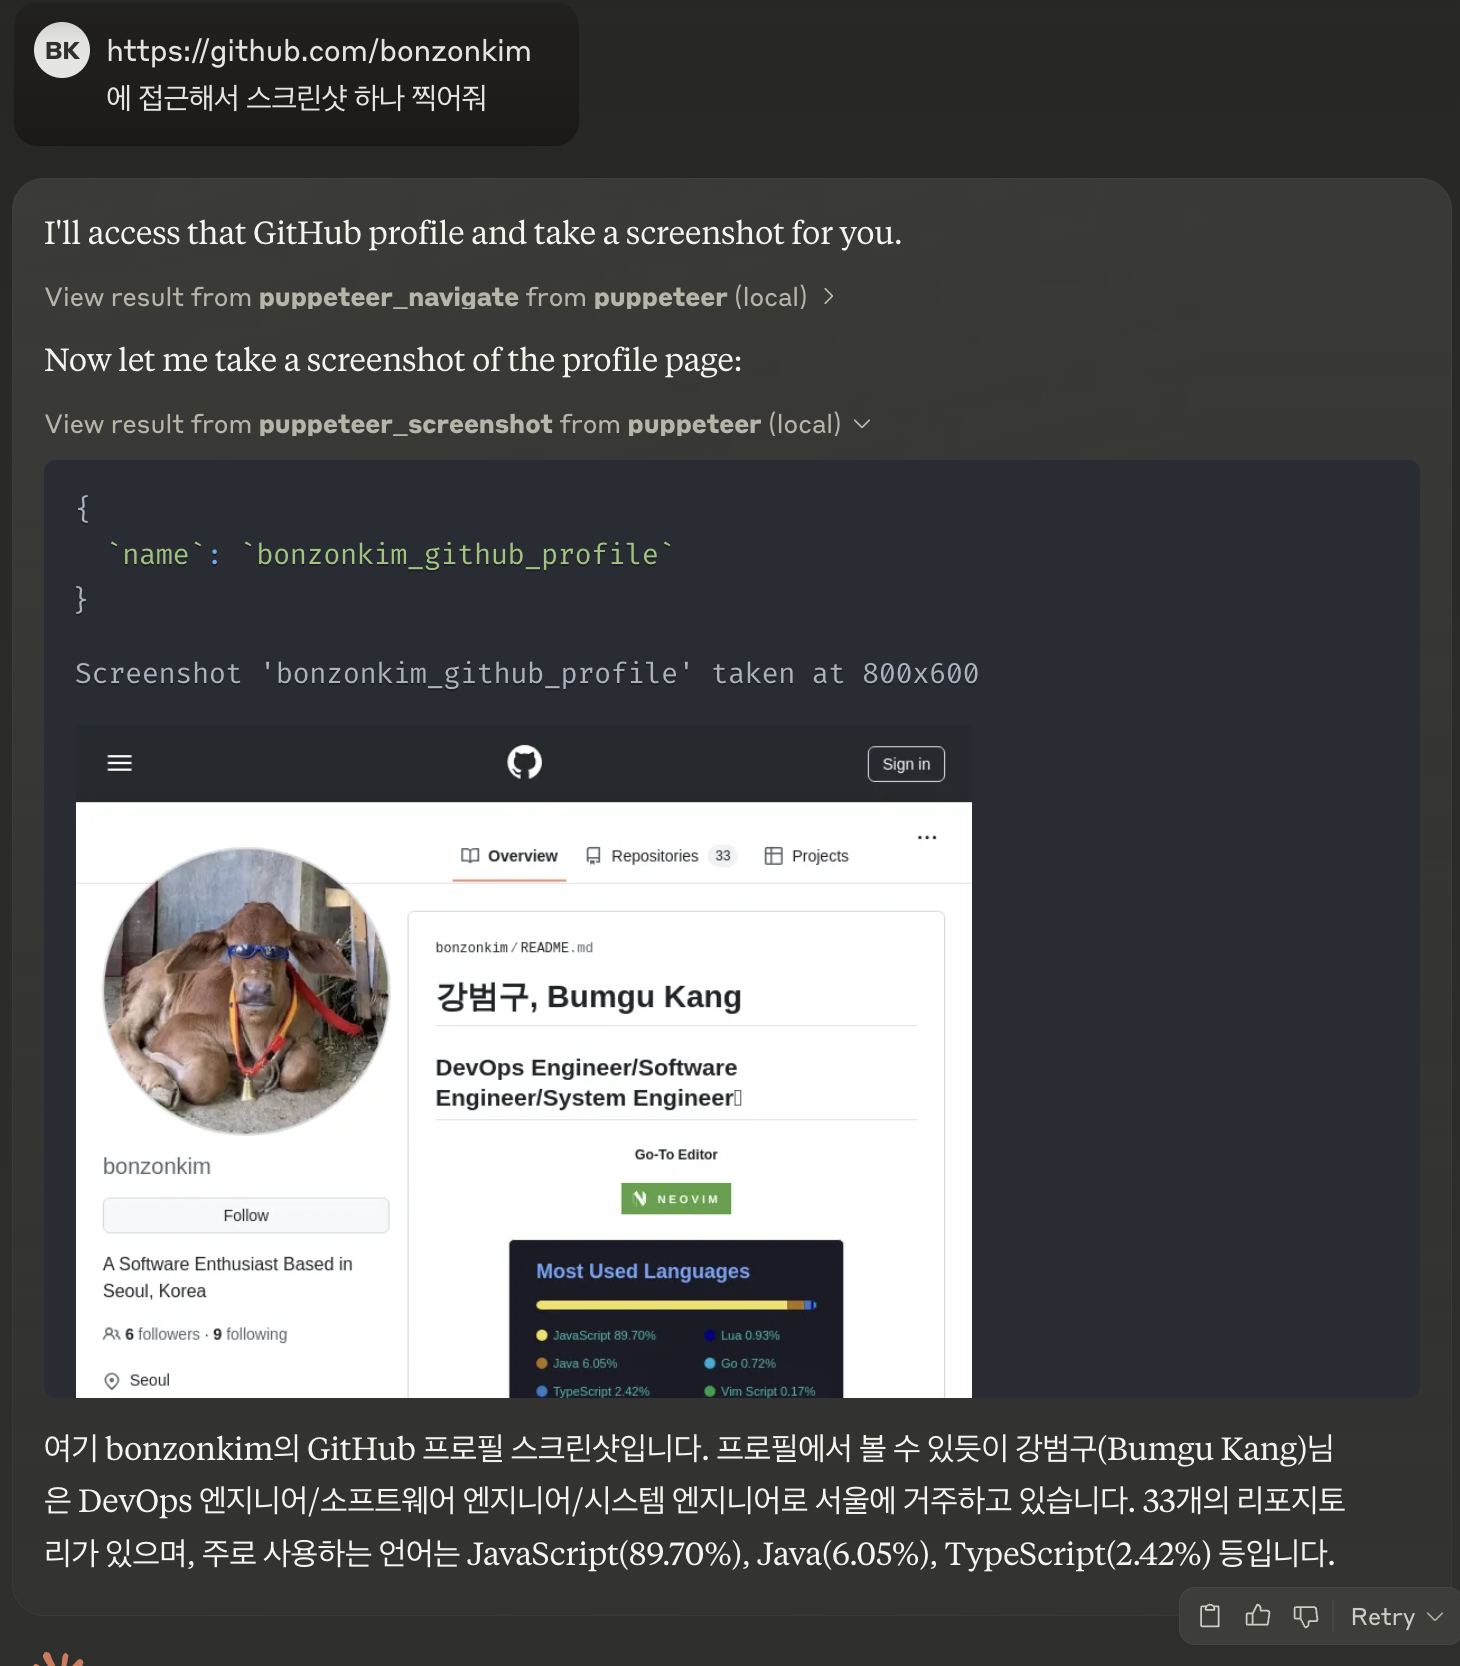 BK
https://github.com/bonzonkim
에 접근해서 스크린샷 하나 찍어줘
I'll access that GitHub profile and take a screenshot for you.
View result from puppeteer_navigate from puppeteer (local)
Now let me take a screenshot of the profile page:
View result from puppeteer_screenshot from puppeteer (local)
{
`name`: `bonzonkim_github_profile`
}
Screenshot 'bonzonkim_github_profile' taken at 800x600
Sign in
Overview Repositories 33 Projects
bonzonkim
Follow
A Software Enthusiast Based in
Seoul, Korea
6 followers · 9 following
Seoul
bonzonkim/README.md
강범구, Bumgu Kang
DevOps Engineer/Software
Engineer/System Engineer
Go-To Editor
NEOVIM
Most Used Languages
JavaScript 89.70% Lua 0.93%
Java 6.05% Go 0.72%
TypeScript 2.42% Vim Script 0.17%
여기 bonzonkim의 GitHub 프로필 스크린샷입니다. 프로필에서 볼 수 있듯이 강범구(Bumgu Kang)님
은 DevOps 엔지니어/소프트웨어 엔지니어/시스템 엔지니어로 서울에 거주하고 있습니다. 33개의 리포지토
리가 있으며, 주로 사용하는 언어는 JavaScript(89.70%), Java(6.05%), TypeScript(2.42%) 등입니다.
Retry